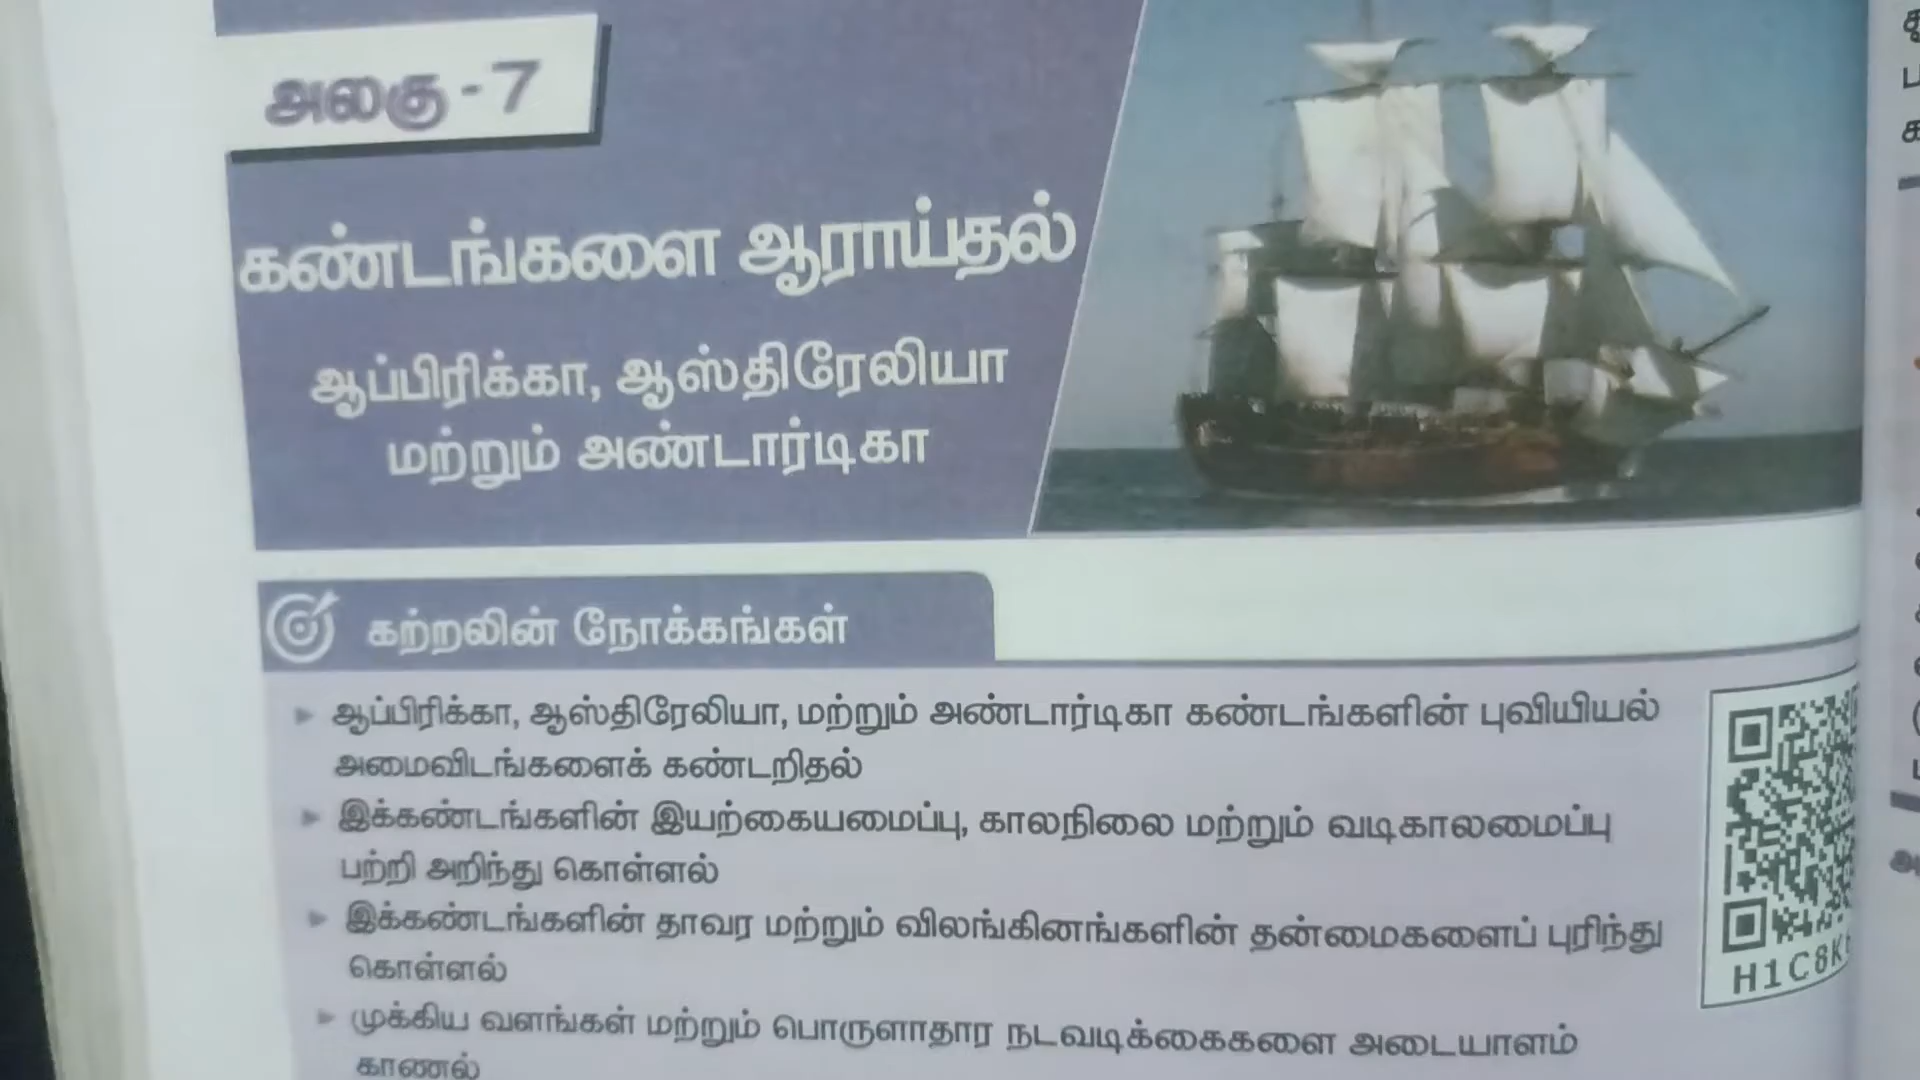 அலகு - 7
கண்டங்களை ஆராய்தல்
ஆப்பிரிக்கா, ஆஸ்திரேலியா
மற்றும் அண்டார்டிகா
கற்றலின் நோக்கங்கள்
ஆப்பிரிக்கா, ஆஸ்திரேலியா, மற்றும் அண்டார்டிகா கண்டங்களின் புவியியல்
அமைவிடங்களைக் கண்டறிதல்
இக்கண்டங்களின் இயற்கையமைப்பு, காலநிலை மற்றும் வடிகாலமைப்பு
பற்றி அறிந்து கொள்ளல்
இக்கண்டங்களின் தாவர மற்றும் விலங்கினங்களின் தன்மைகளைப் புரிந்து
கொள்ளல்
முக்கிய வளங்கள் மற்றும் பொருளாதார நடவடிக்கைகளை அடையாளம்
காணல்
H1C8K